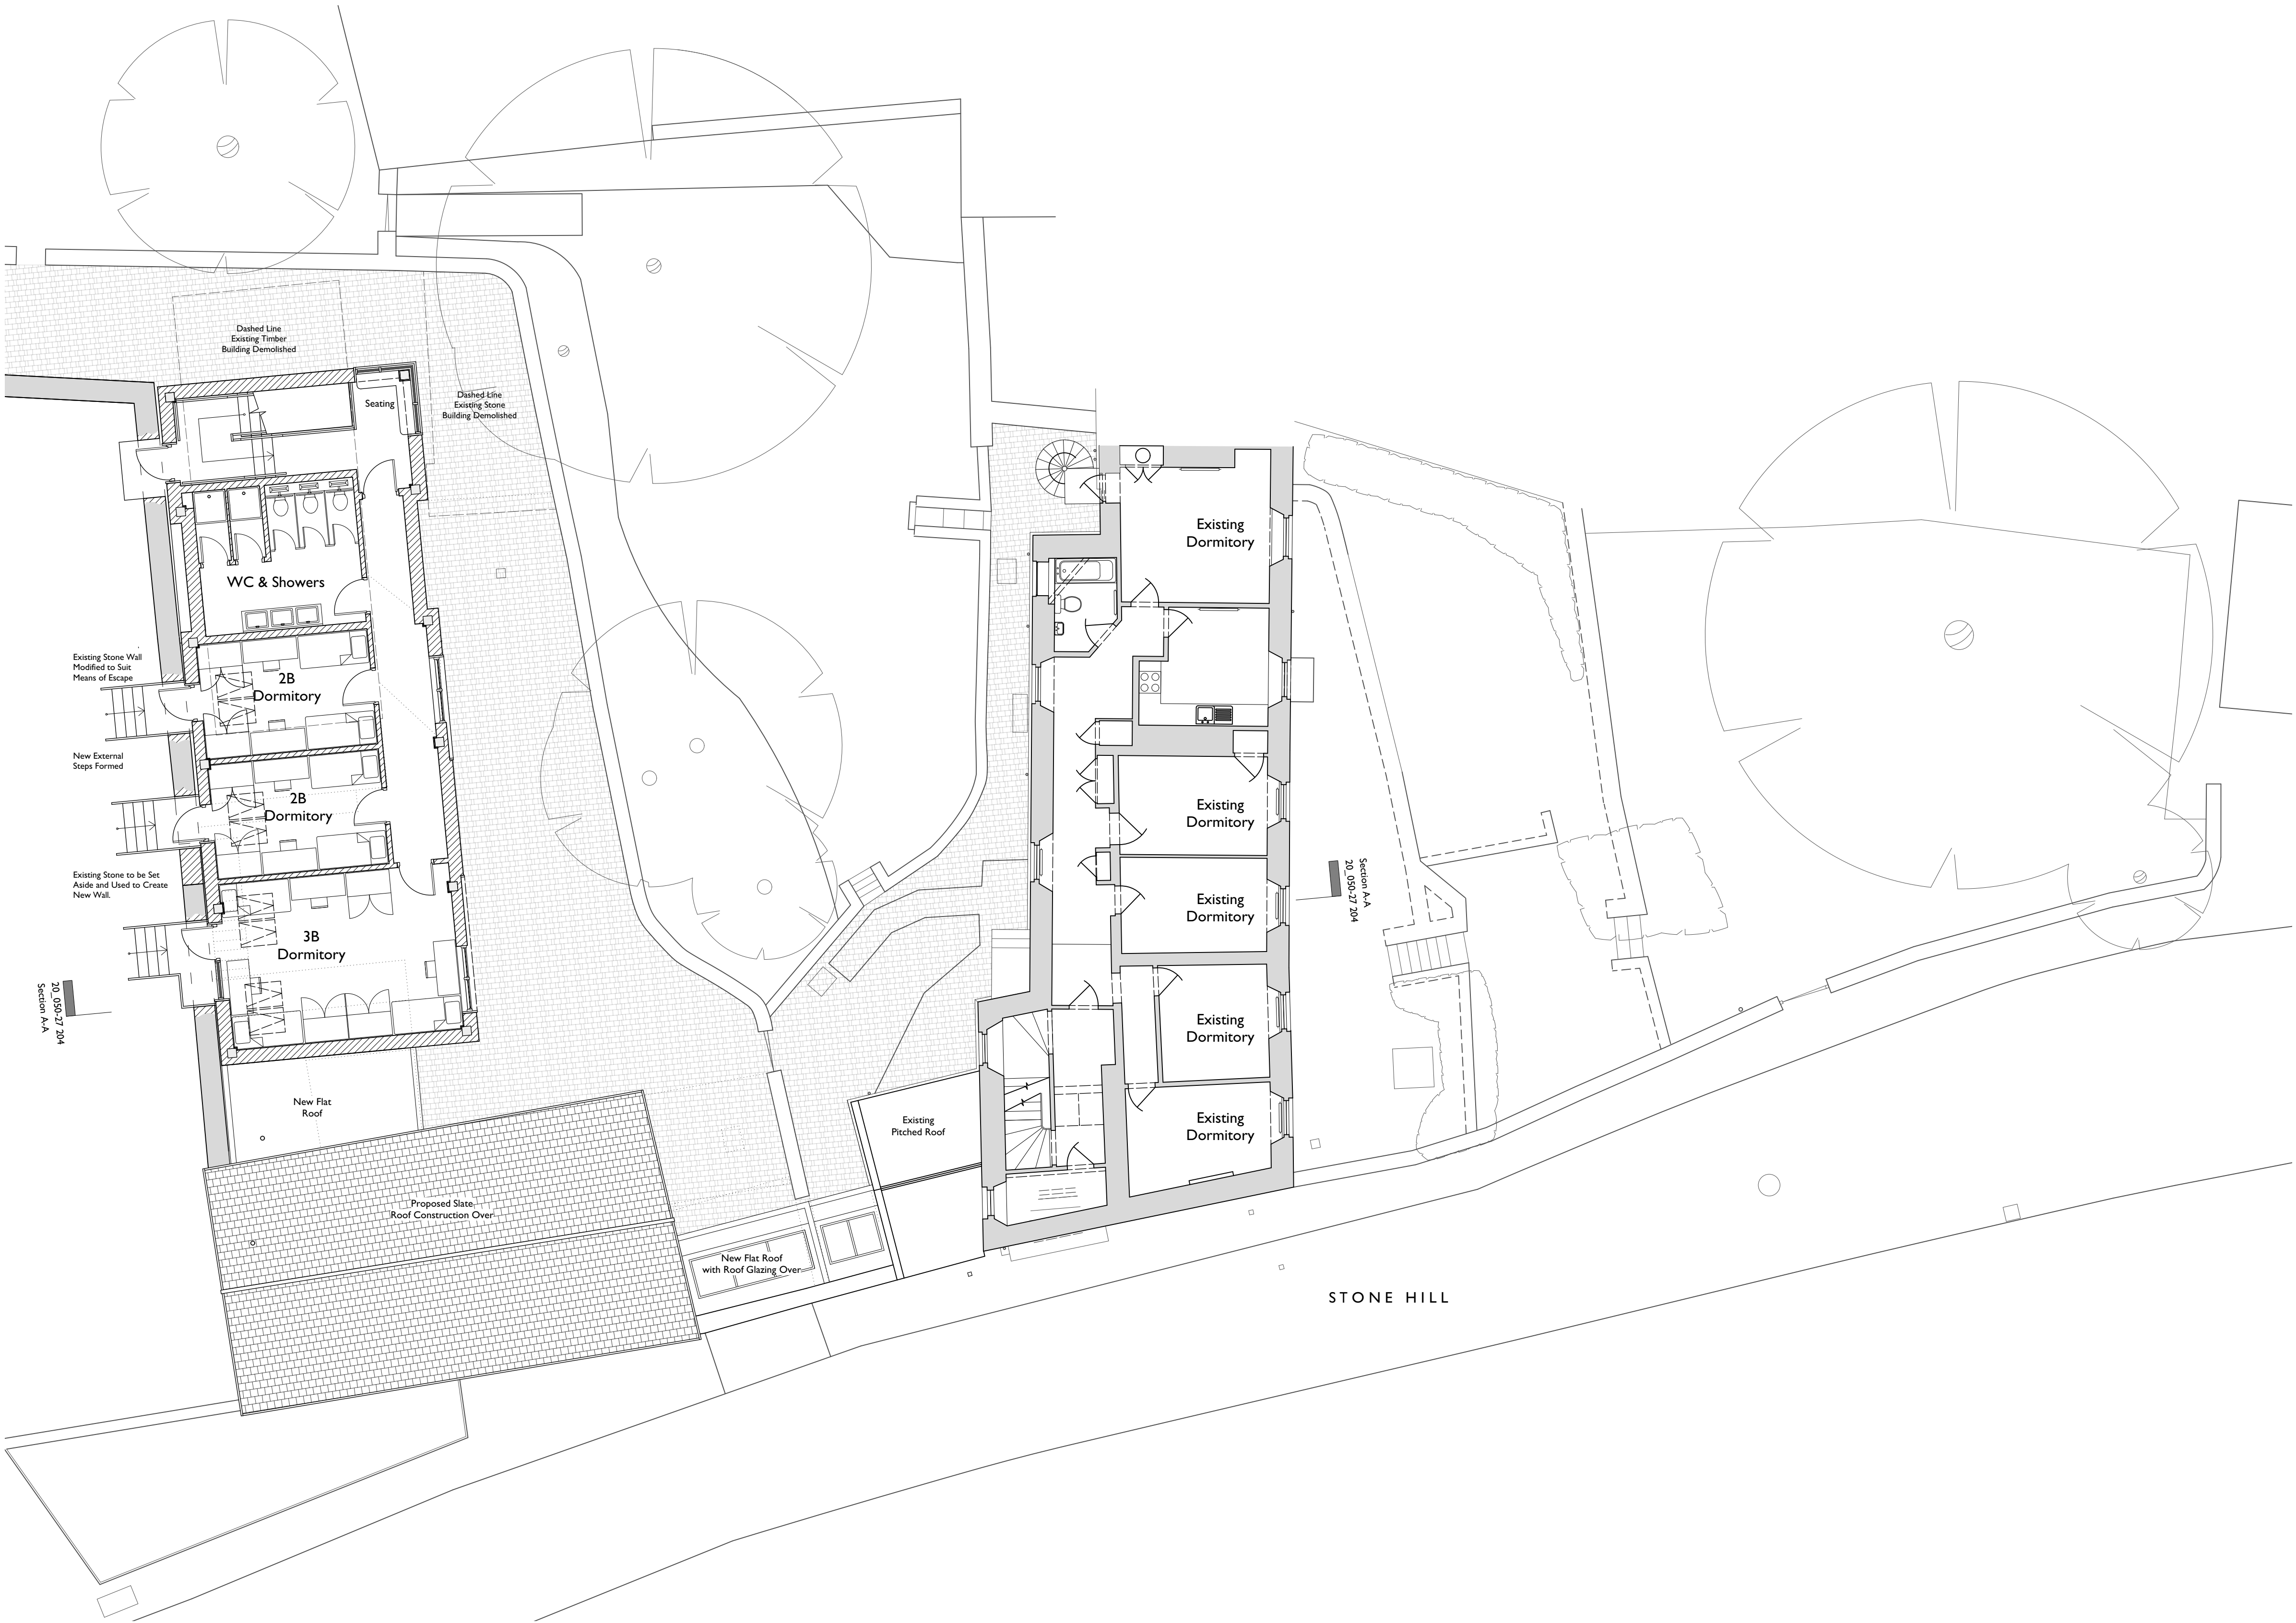 Dashed Line
Existing Timber
Building Demolished
Seating
Dashed Line
Existing Stone
Building Demolished
WC & Showers
Existing Stone Wall
Modified to Suit
Means of Escape
2B
Dormitory
New External
Steps Formed
2B
Dormitory
Existing Stone to be Set
Aside and Used to Create
New Wall.
3B
Dormitory
20_050-27 204
Section A-A
New Flat
Roof
Proposed Slate
Roof Construction Over
New Flat Roof
with Roof Glazing Over
Existing
Pitched Roof
Existing
Dormitory
Existing
Dormitory
Existing
Dormitory
Existing
Dormitory
Existing
Dormitory
Section A-A
20_050-27 204
STONE HILL